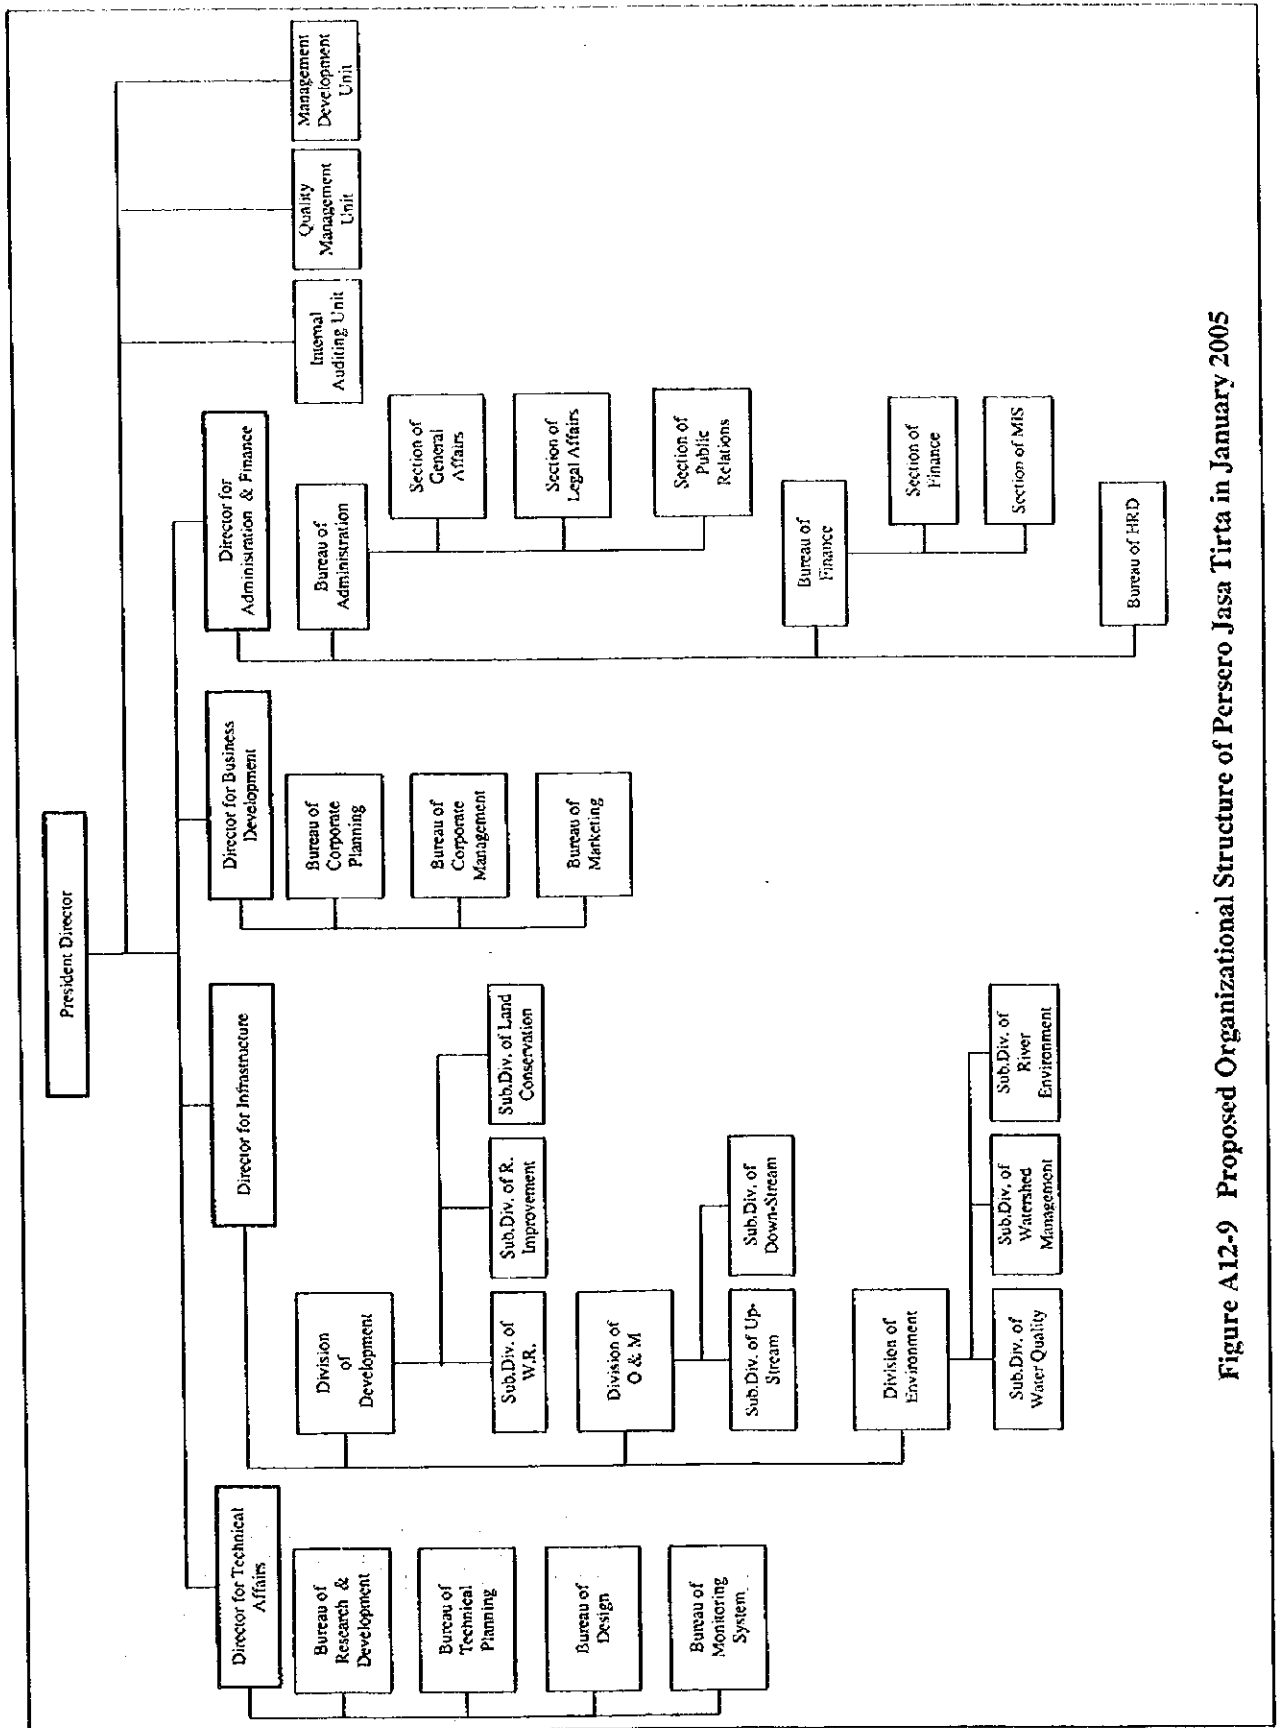 President Director
Management
Development
Unit
Quality
Management
Unit
Internal
Auditing Unit
Director for Technical
Affairs
Bureau of
Research &
Development
Bureau of
Technical
Planning
Bureau of
Design
Bureau of
Monitoring
System
Director for Infrastructure
Division
of
Development
Sub.Div. of
W.R.
Sub.Div. of R.
Improvement
Sub.Div. of Land
Conservation
Division of
O & M
Sub.Div. of Up-
Stream
Sub.Div. of
Down-Stream
Division of
Environment
Sub.Div. of
Water Quality
Sub.Div. of
Watershed
Management
Sub.Div. of
River
Environment
Director for Business
Development
Bureau of
Corporate
Planning
Bureau of
Corporate
Management
Bureau of
Marketing
Director for
Administration & Finance
Bureau of
Administration
Section of
General
Affairs
Section of
Legal Affairs
Section of
Public
Relations
Bureau of
Finance
Section of
Finance
Section of MIS
Bureau of HRD
Figure A12-9 Proposed Organizational Structure of Persero Jasa Tirta in January 2005